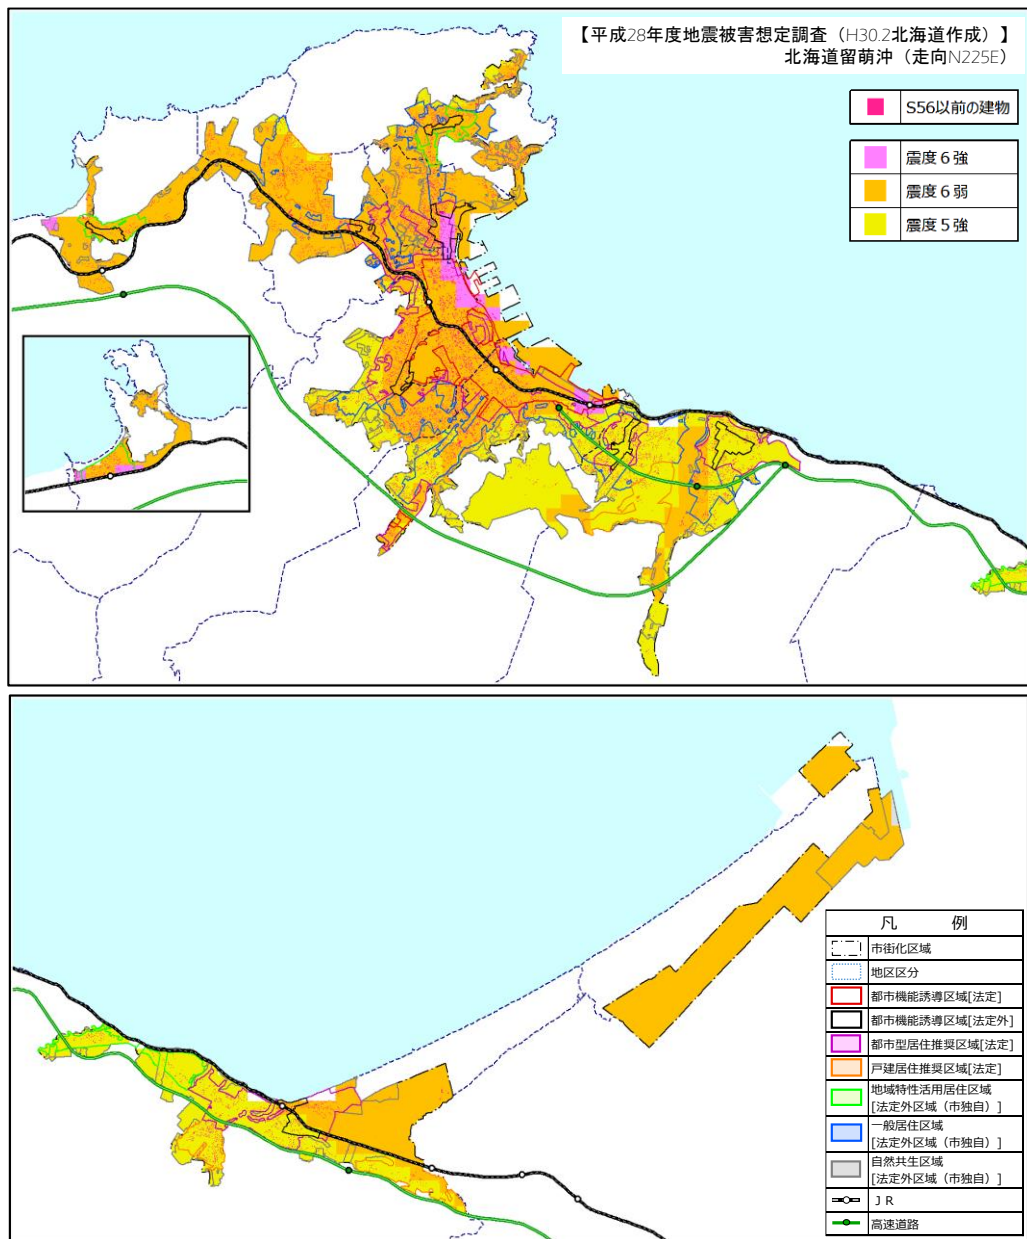 【平成28年度地震被害想定調査（H30.2北海道作成）】
北海道留萌沖（走向N225E）
S56以前の建物
震度６強
震度６弱
震度５強
凡　例
市街化区域
地区区分
都市機能誘導区域[法定]
都市機能誘導区域[法定外]
都市型居住推奨区域[法定]
戸建居住推奨区域[法定]
地域特性活用居住区域
[法定外区域（市独自）]
一般居住区域
[法定外区域（市独自）]
自然共生区域
[法定外区域（市独自）]
ＪＲ
高速道路